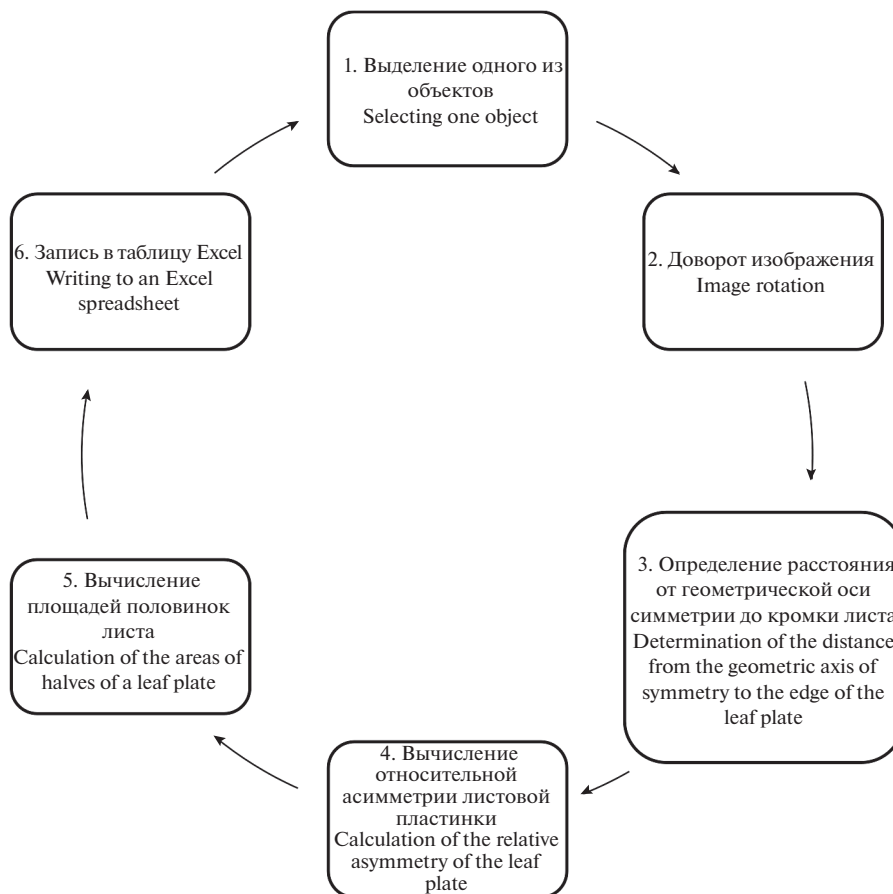 1. Выделение одного из
объектов
Selecting one object
2. Доворот изображения
Image rotation
3. Определение расстояния
от геометрической оси
симметрии до кромки листа
Determination of the distance
from the geometric axis of
symmetry to the edge of the
leaf plate
4. Вычисление
относительной
асимметрии листовой
пластинки
Calculation of the relative
asymmetry of the leaf
plate
5. Вычисление
площадей половинок
листа
Calculation of the areas of
halves of a leaf plate
6. Запись в таблицу Excel
Writing to an Excel
spreadsheet